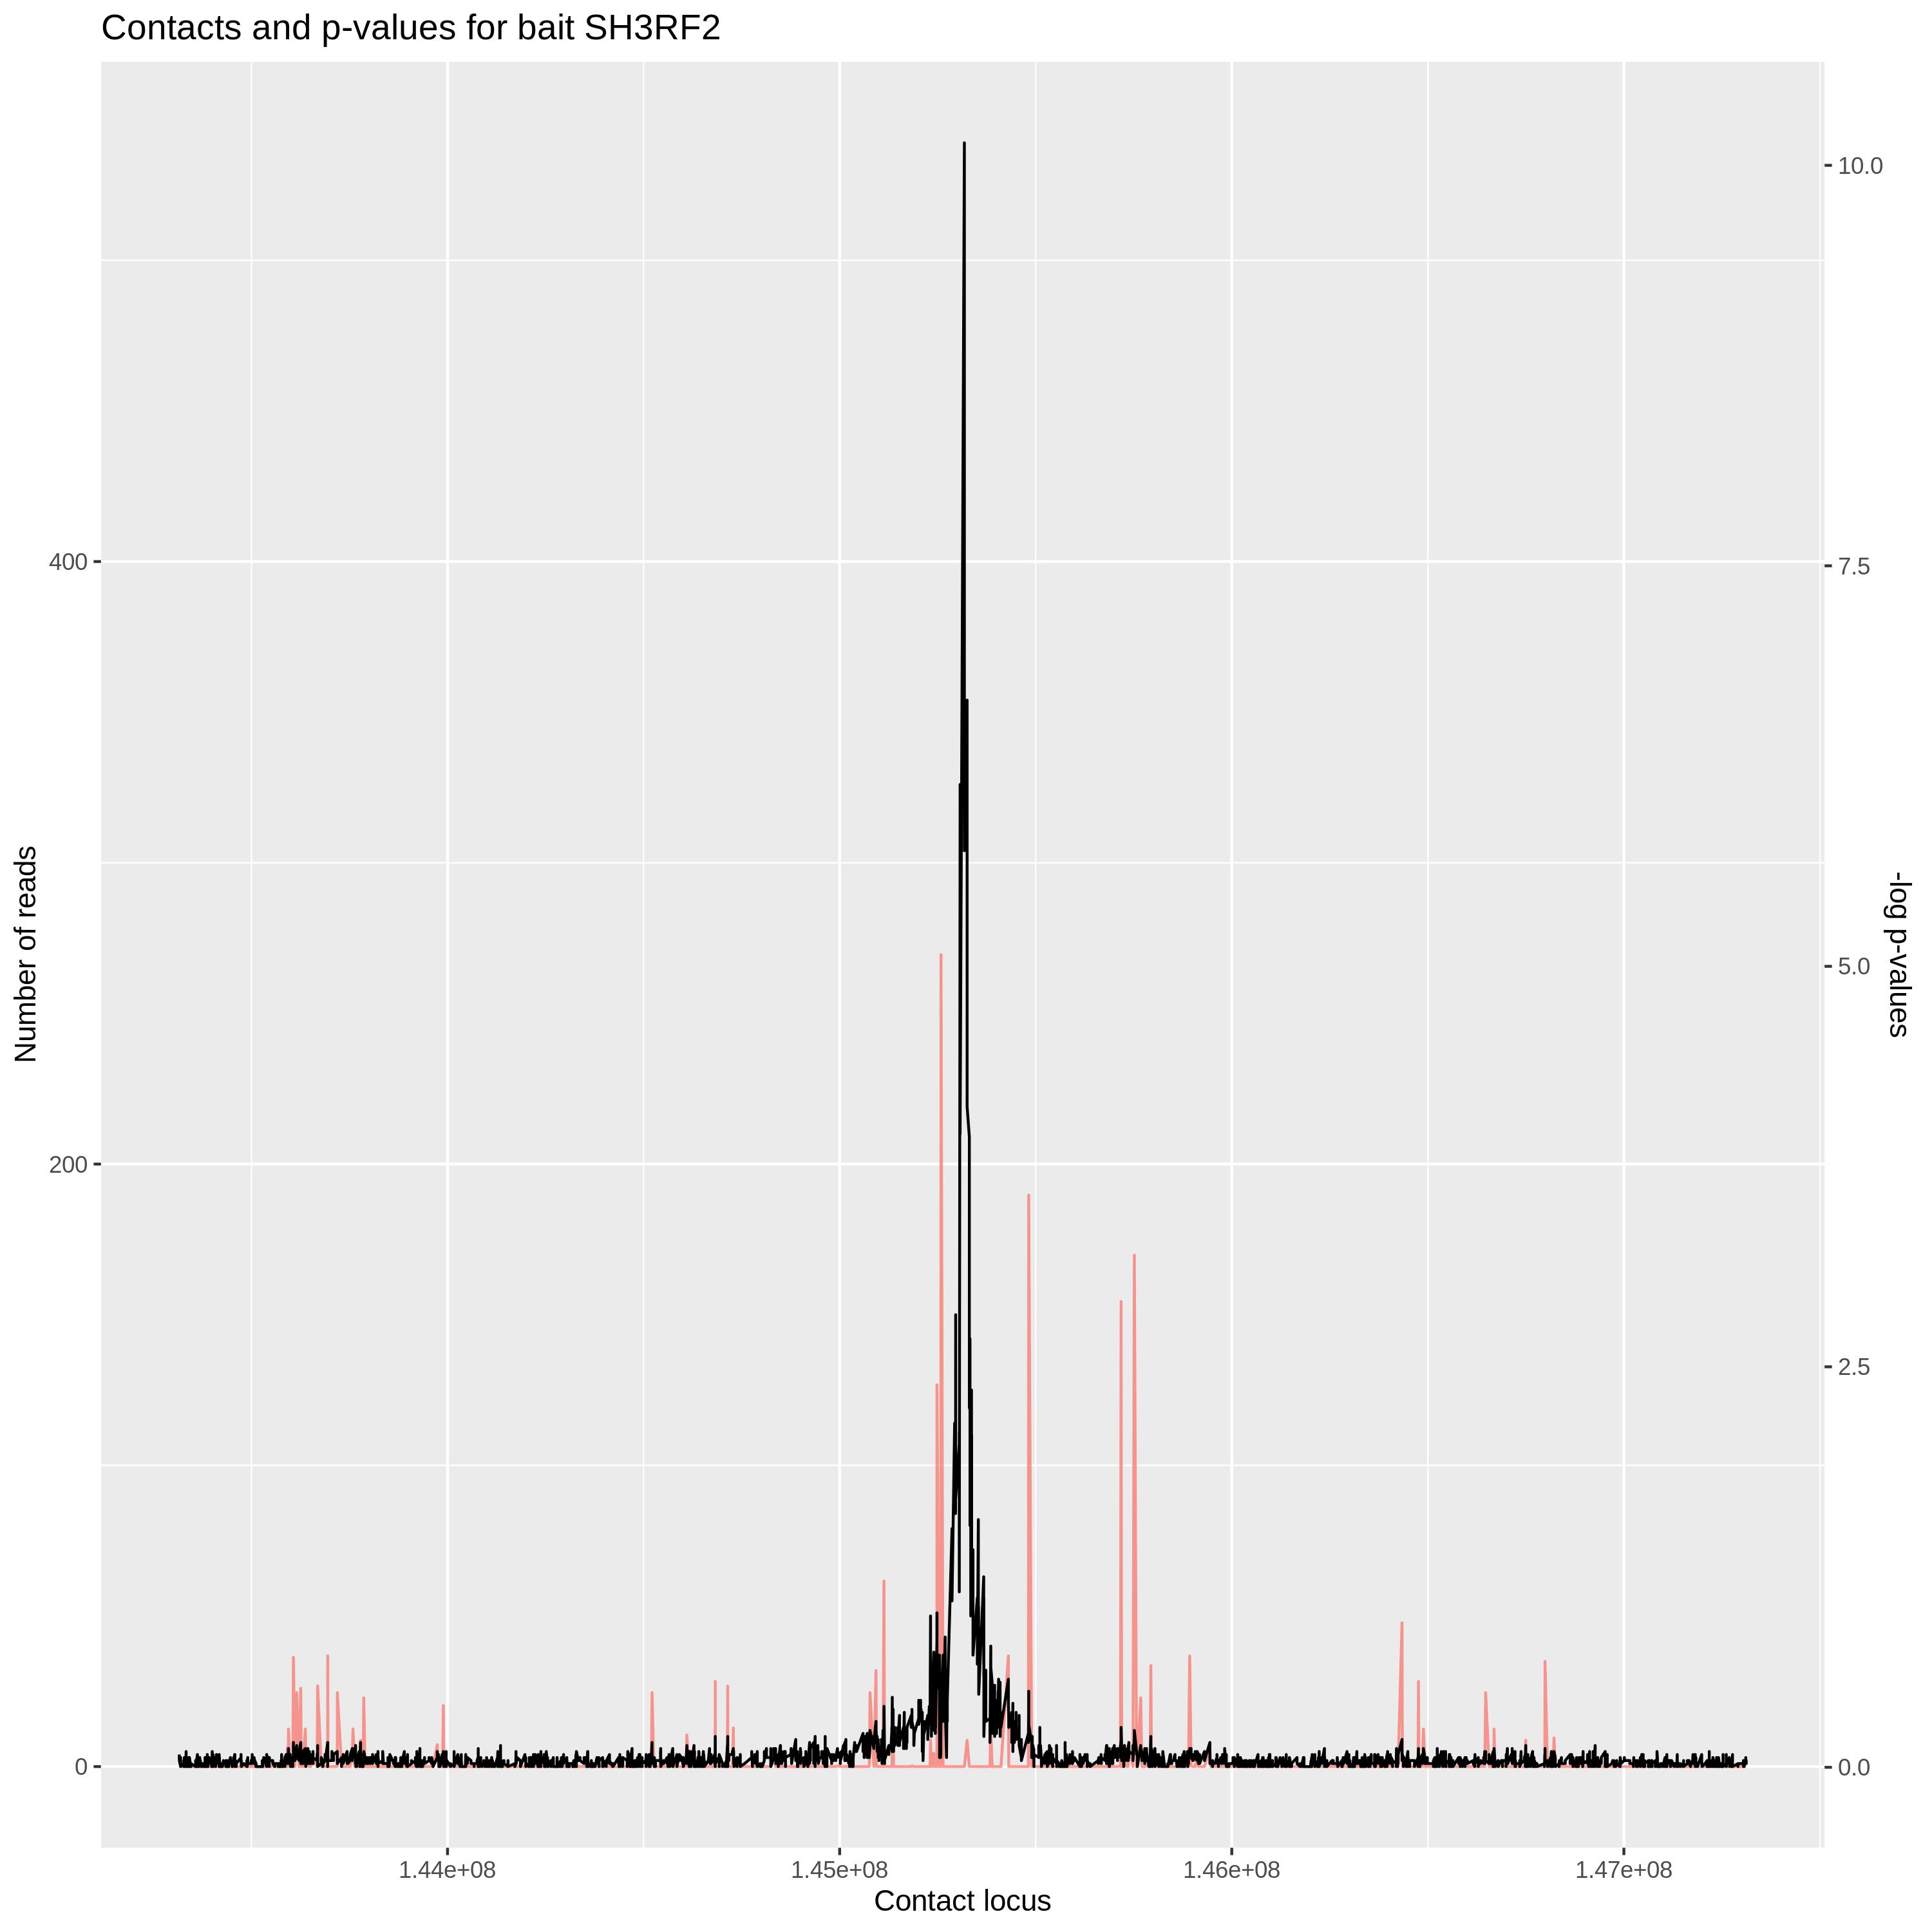 Contacts and p-values for bait SH3RF2
Number of reads
400
200
0
10.0
7.5
5.0
2.5
0.0
-log p-values
1.44e+08
1.45e+08
1.46e+08
1.47e+08
Contact locus